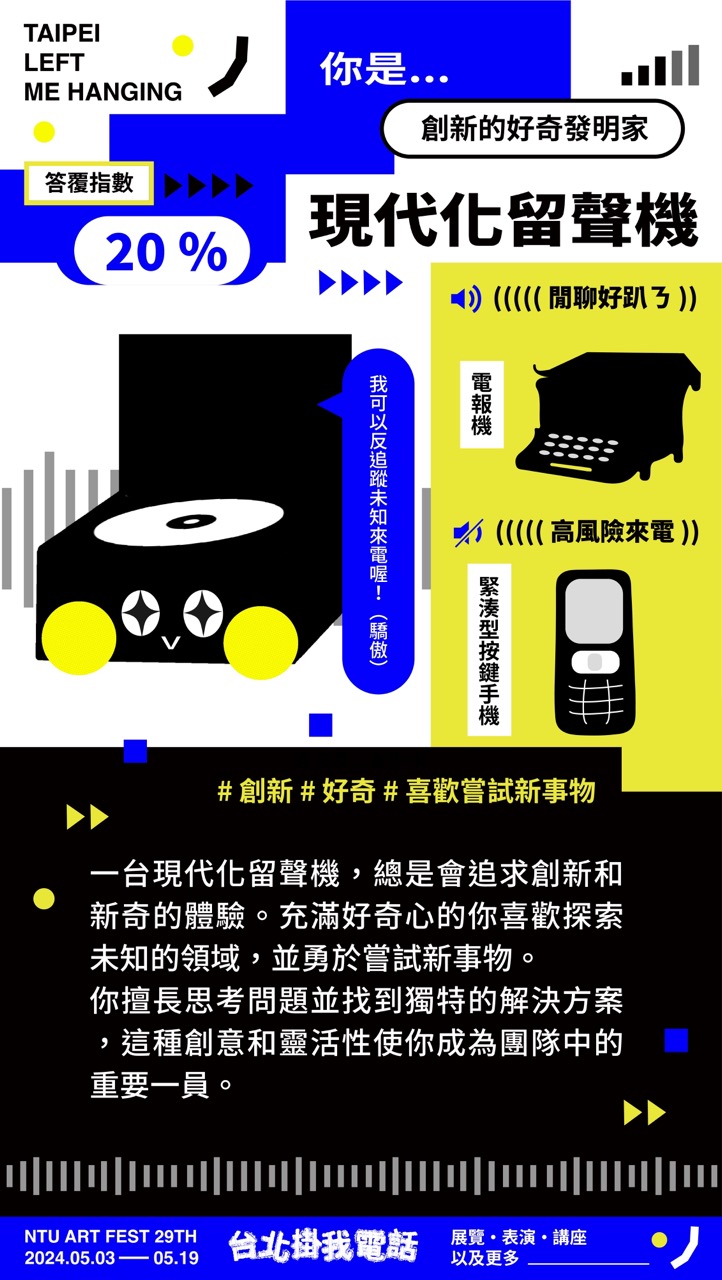 TAIPEI
LEFT
ME HANGING
你是...
創新的好奇發明家
答覆指數
20 %
現代化留聲機
((((( 閒聊好趴ㄋ ))
電報機
我可以反追蹤未知來電喔！（驕傲）
((((( 高風險來電 ))
緊湊型按鍵手機
# 創新 # 好奇 # 喜歡嘗試新事物
一台現代化留聲機，總是會追求創新和
新奇的體驗。充滿好奇心的你喜歡探索
未知的領域，並勇於嘗試新事物。
你擅長思考問題並找到獨特的解決方案
，這種創意和靈活性使你成為團隊中的
重要一員。
NTU ART FEST 29TH
2024.05.03 — 05.19
台北掛我電話
展覽・表演・講座
以及更多